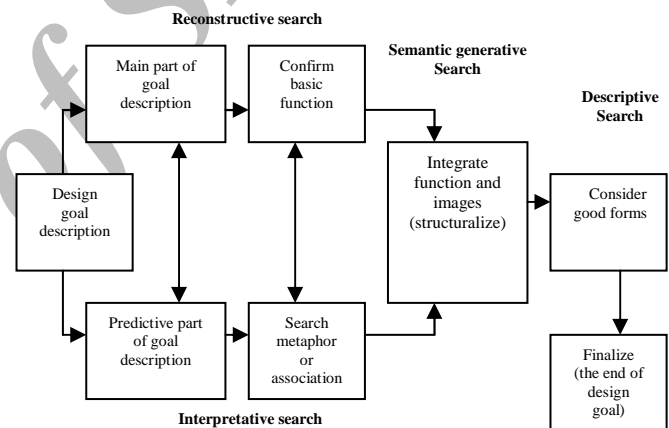 Reconstructive search
Main part of
goal
description
Confirm
basic
function
Semantic generative
Search
Descriptive
Search
Design
goal
description
Integrate
function and
images
(structuralize)
Consider
good forms
Predictive part
of goal
description
Search
metaphor
or
association
Finalize
(the end of
design
goal)
Interpretative search
of S